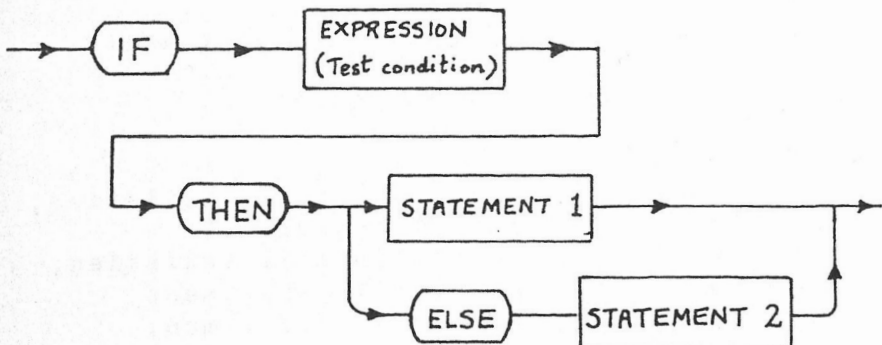 IF
EXPRESSION
(Test condition)
THEN
STATEMENT 1
ELSE
STATEMENT 2